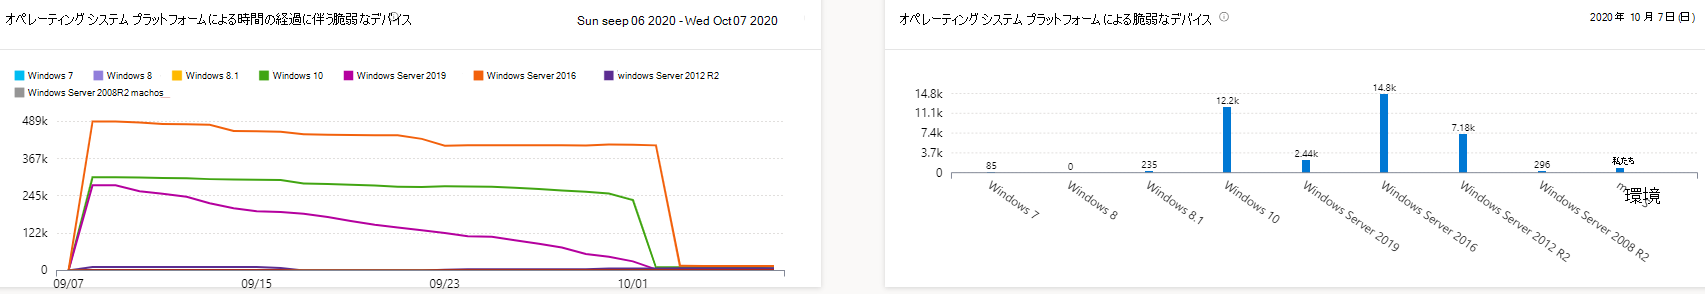 オペレーティング システム プラットフォームによる時間の経過に伴う脆弱なデバイス
Sun seep 06 2020 - Wed Oct 07 2020
Windows 7 Windows 8 Windows 8.1 Windows 10 Windows Server 2019 Windows Server 2016 windows Server 2012 R2
Windows Server 2008R2 machos__
489k
367k
245k
122k
0
09/07 09/15 09/23 10/01
オペレーティング システム プラットフォームによる脆弱なデバイス
2020 年 10 月 7日 (日)
14.8k
11.1k
7.4k
3.7k
0
85 0 235 12.2k 2.44k 14.8k 7.18k 296 私たち
Windows 7
Windows 8
Windows 8.1
Windows 10
Windows Server 2019
Windows Server 2016
Windows Server 2012 R2
Windows Server 2008 R2
環境